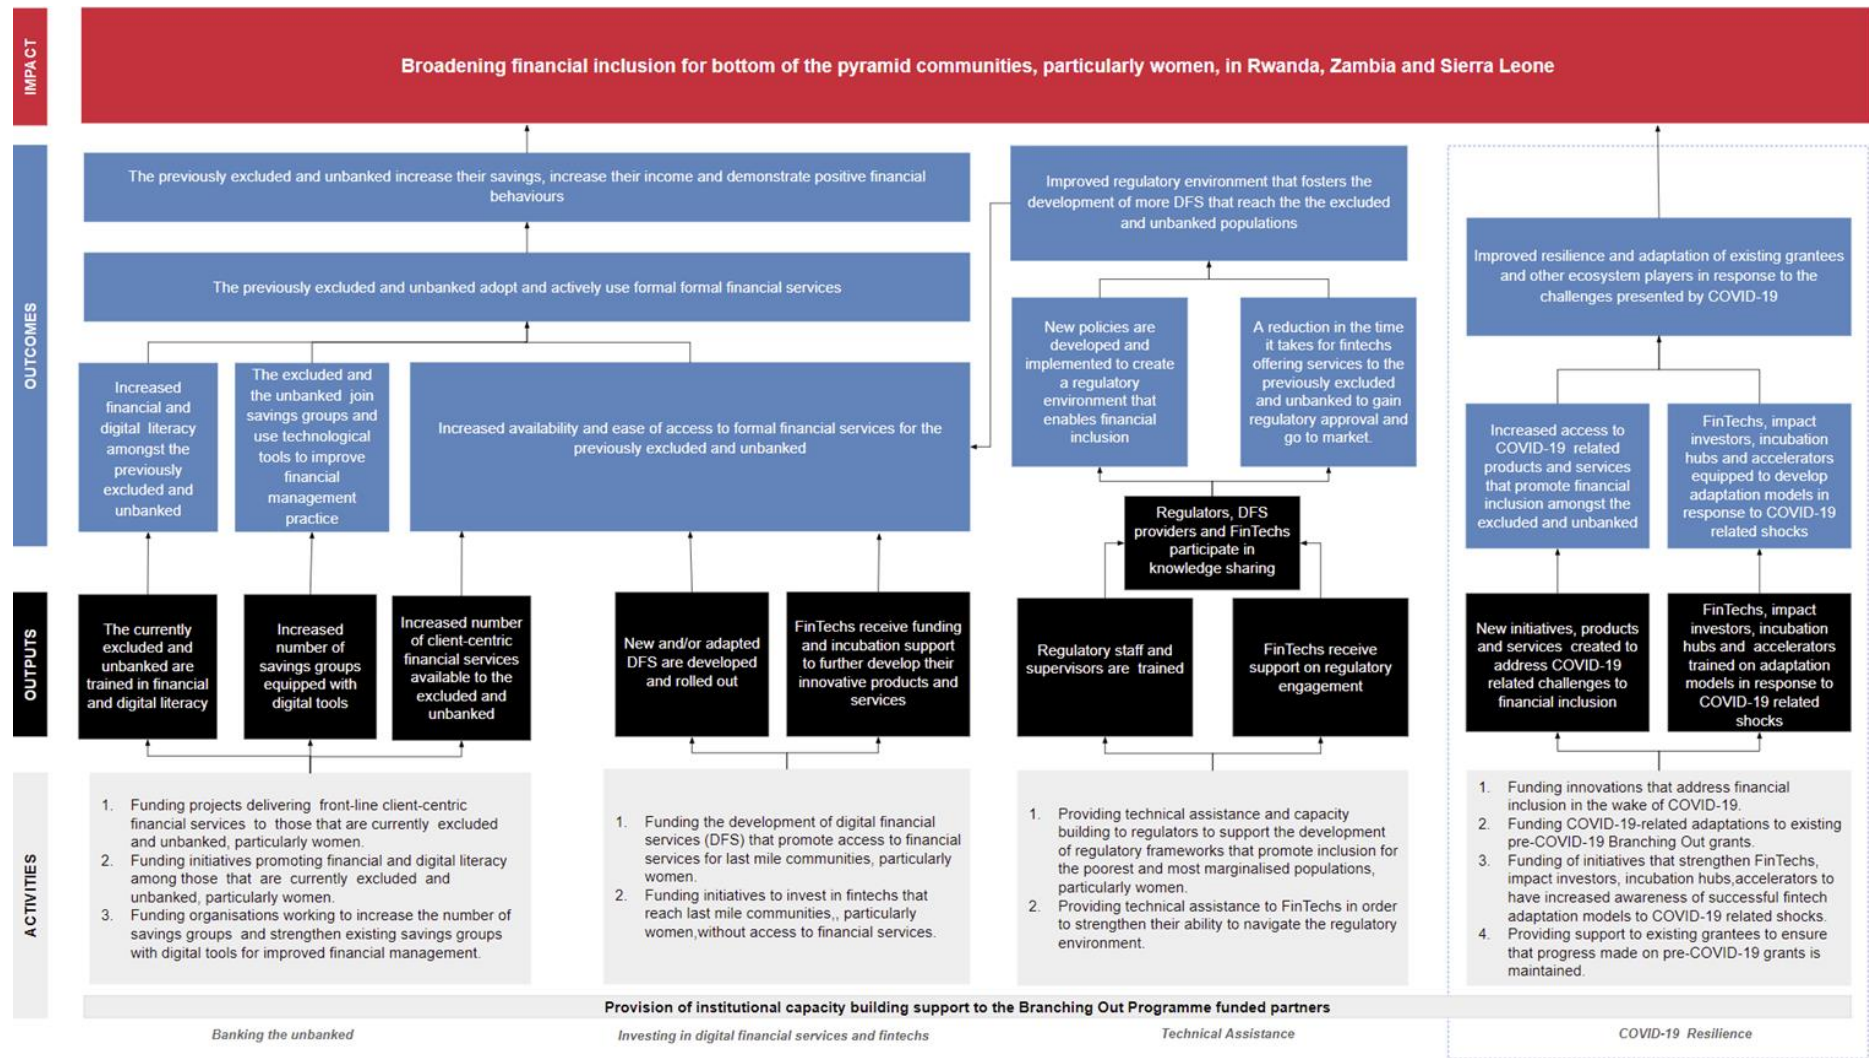 IMPACT
Broadening financial inclusion for bottom of the pyramid communities, particularly women, in Rwanda, Zambia and Sierra Leone
OUTCOMES
The previously excluded and unbanked increase their savings, increase their income and demonstrate positive financial
behaviours
The previously excluded and unbanked adopt and actively use formal formal financial services
Increased
financial and
digital literacy
amongst the
previously
excluded and
unbanked
The excluded and
the unbanked join
savings groups and
use technological
tools to improve
financial
management
practice
Increased availability and ease of access to formal financial services for the
previously excluded and unbanked
Improved regulatory environment that fosters the
development of more DFS that reach the the excluded
and unbanked populations
New policies are
developed and
implemented to create
a regulatory
environment that
enables financial
inclusion
A reduction in the time
it takes for fintechs
offering services to the
previously excluded
and unbanked to gain
regulatory approval and
go to market.
Improved resilience and adaptation of existing grantees
and other ecosystem players in response to the
challenges presented by COVID-19
Increased access to
COVID-19 related
products and services
that promote financial
inclusion amongst the
excluded and unbanked
FinTechs, impact
investors, incubation
hubs and accelerators
equipped to develop
adaptation models in
response to COVID-19
related shocks
Regulators, DFS
providers and FinTechs
participate in
knowledge sharing
OUTPUTS
The currently
excluded and
unbanked are
trained in financial
and digital literacy
Increased
number of
savings groups
equipped with
digital tools
Increased number
of client-centric
financial services
available to the
excluded and
unbanked
New and/or adapted
DFS are developed
and rolled out
FinTechs receive funding
and incubation support
to further develop their
innovative products and
services
Regulatory staff and
supervisors are trained
FinTechs receive
support on regulatory
engagement
New initiatives, products
and services created to
address COVID-19
related challenges to
financial inclusion
FinTechs, impact
investors, incubation
hubs and accelerators
trained on adaptation
models in response to
COVID-19 related
shocks
ACTIVITIES
1. Funding projects delivering front-line client-centric
financial services to those that are currently excluded
and unbanked, particularly women.
2. Funding initiatives promoting financial and digital literacy
among those that are currently excluded and
unbanked, particularly women.
3. Funding organisations working to increase the number of
savings groups and strengthen existing savings groups
with digital tools for improved financial management.
1. Funding the development of digital financial
services (DFS) that promote access to financial
services for last mile communities, particularly
women.
2. Funding initiatives to invest in fintechs that
reach last mile communities,, particularly
women,without access to financial services.
1. Providing technical assistance and capacity
building to regulators to support the development
of regulatory frameworks that promote inclusion for
the poorest and most marginalised populations,
particularly women.
2. Providing technical assistance to FinTechs in order
to strengthen their ability to navigate the regulatory
environment.
1. Funding innovations that address financial
inclusion in the wake of COVID-19.
2. Funding COVID-19-related adaptations to existing
pre-COVID-19 Branching Out grants.
3. Funding of initiatives that strengthen FinTechs,
impact investors, incubation hubs,accelerators to
have increased awareness of successful fintech
adaptation models to COVID-19 related shocks.
4. Providing support to existing grantees to ensure
that progress made on pre-COVID-19 grants is
maintained.
Provision of institutional capacity building support to the Branching Out Programme funded partners
Banking the unbanked
Investing in digital financial services and fintechs
Technical Assistance
COVID-19 Resilience